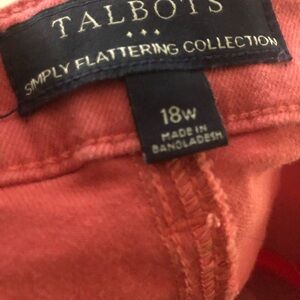 TALBOTS
SIMPLY FLATTERING COLLECTION
18W
MADE IN
BANGLADESH